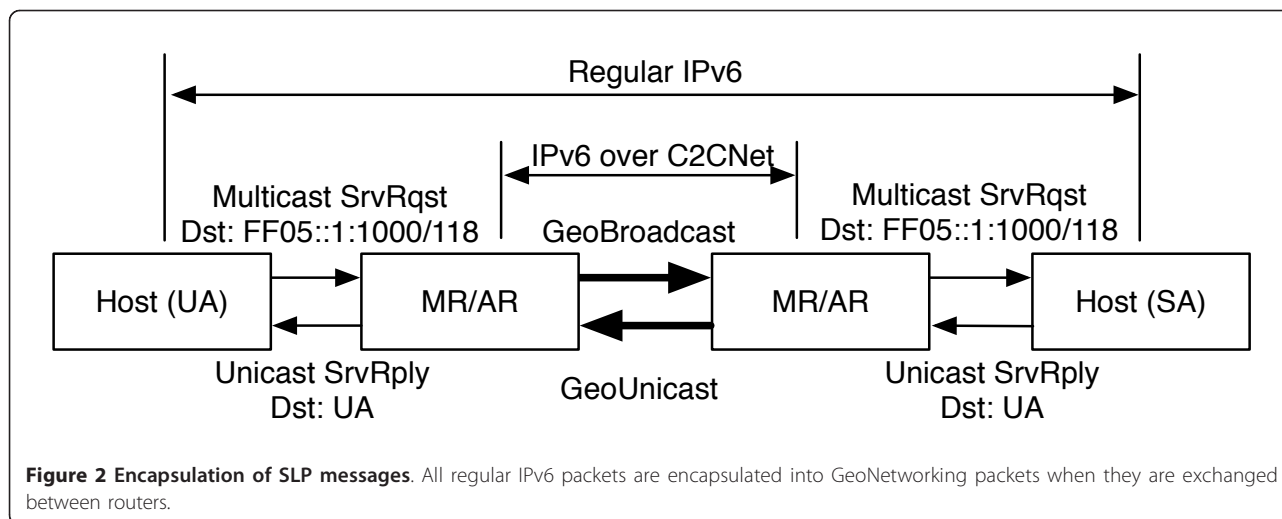 Regular IPv6
IPv6 over C2CNet
Multicast SrvRqst
Dst: FF05::1:1000/118
GeoBroadcast
Multicast SrvRqst
Dst: FF05::1:1000/118
Host (UA)
MR/AR
MR/AR
Host (SA)
Unicast SrvRply
Dst: UA
GeoUnicast
Unicast SrvRply
Dst: UA
Figure 2 Encapsulation of SLP messages. All regular IPv6 packets are encapsulated into GeoNetworking packets when they are exchanged
between routers.